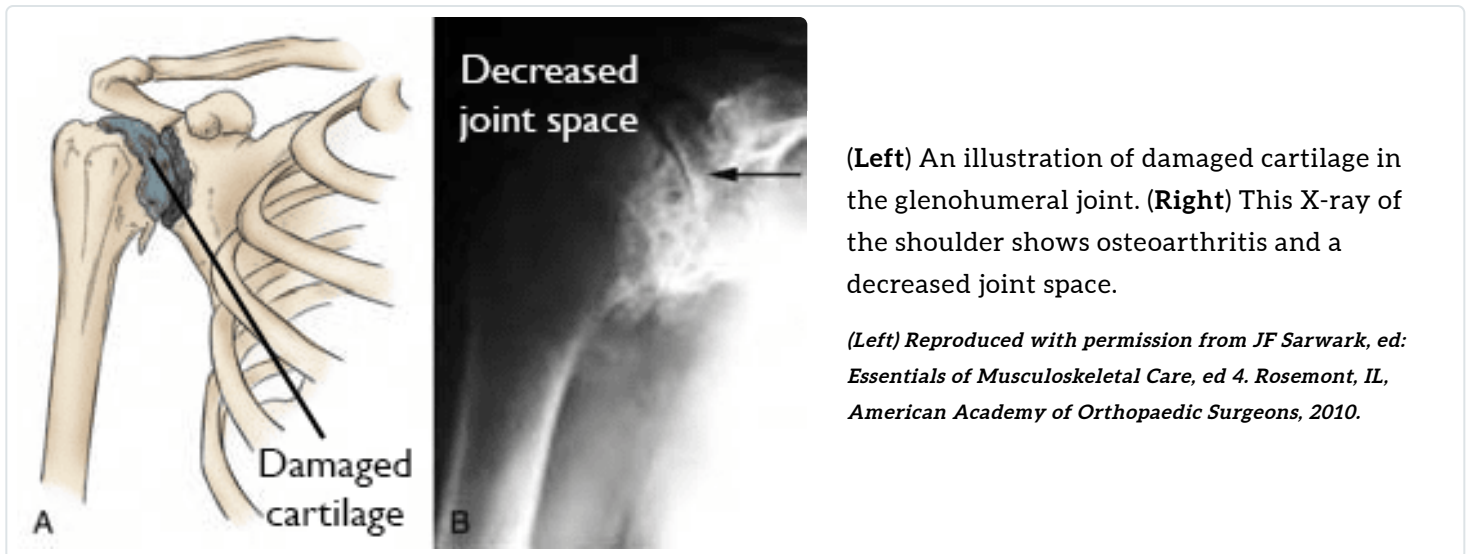 Decreased
joint space
Damaged
cartilage
A
B
(Left) An illustration of damaged cartilage in
the glenohumeral joint. (Right) This X-ray of
the shoulder shows osteoarthritis and a
decreased joint space.
(Left) Reproduced with permission from JF Sarwark, ed:
Essentials of Musculoskeletal Care, ed 4. Rosemont, IL,
American Academy of Orthopaedic Surgeons, 2010.